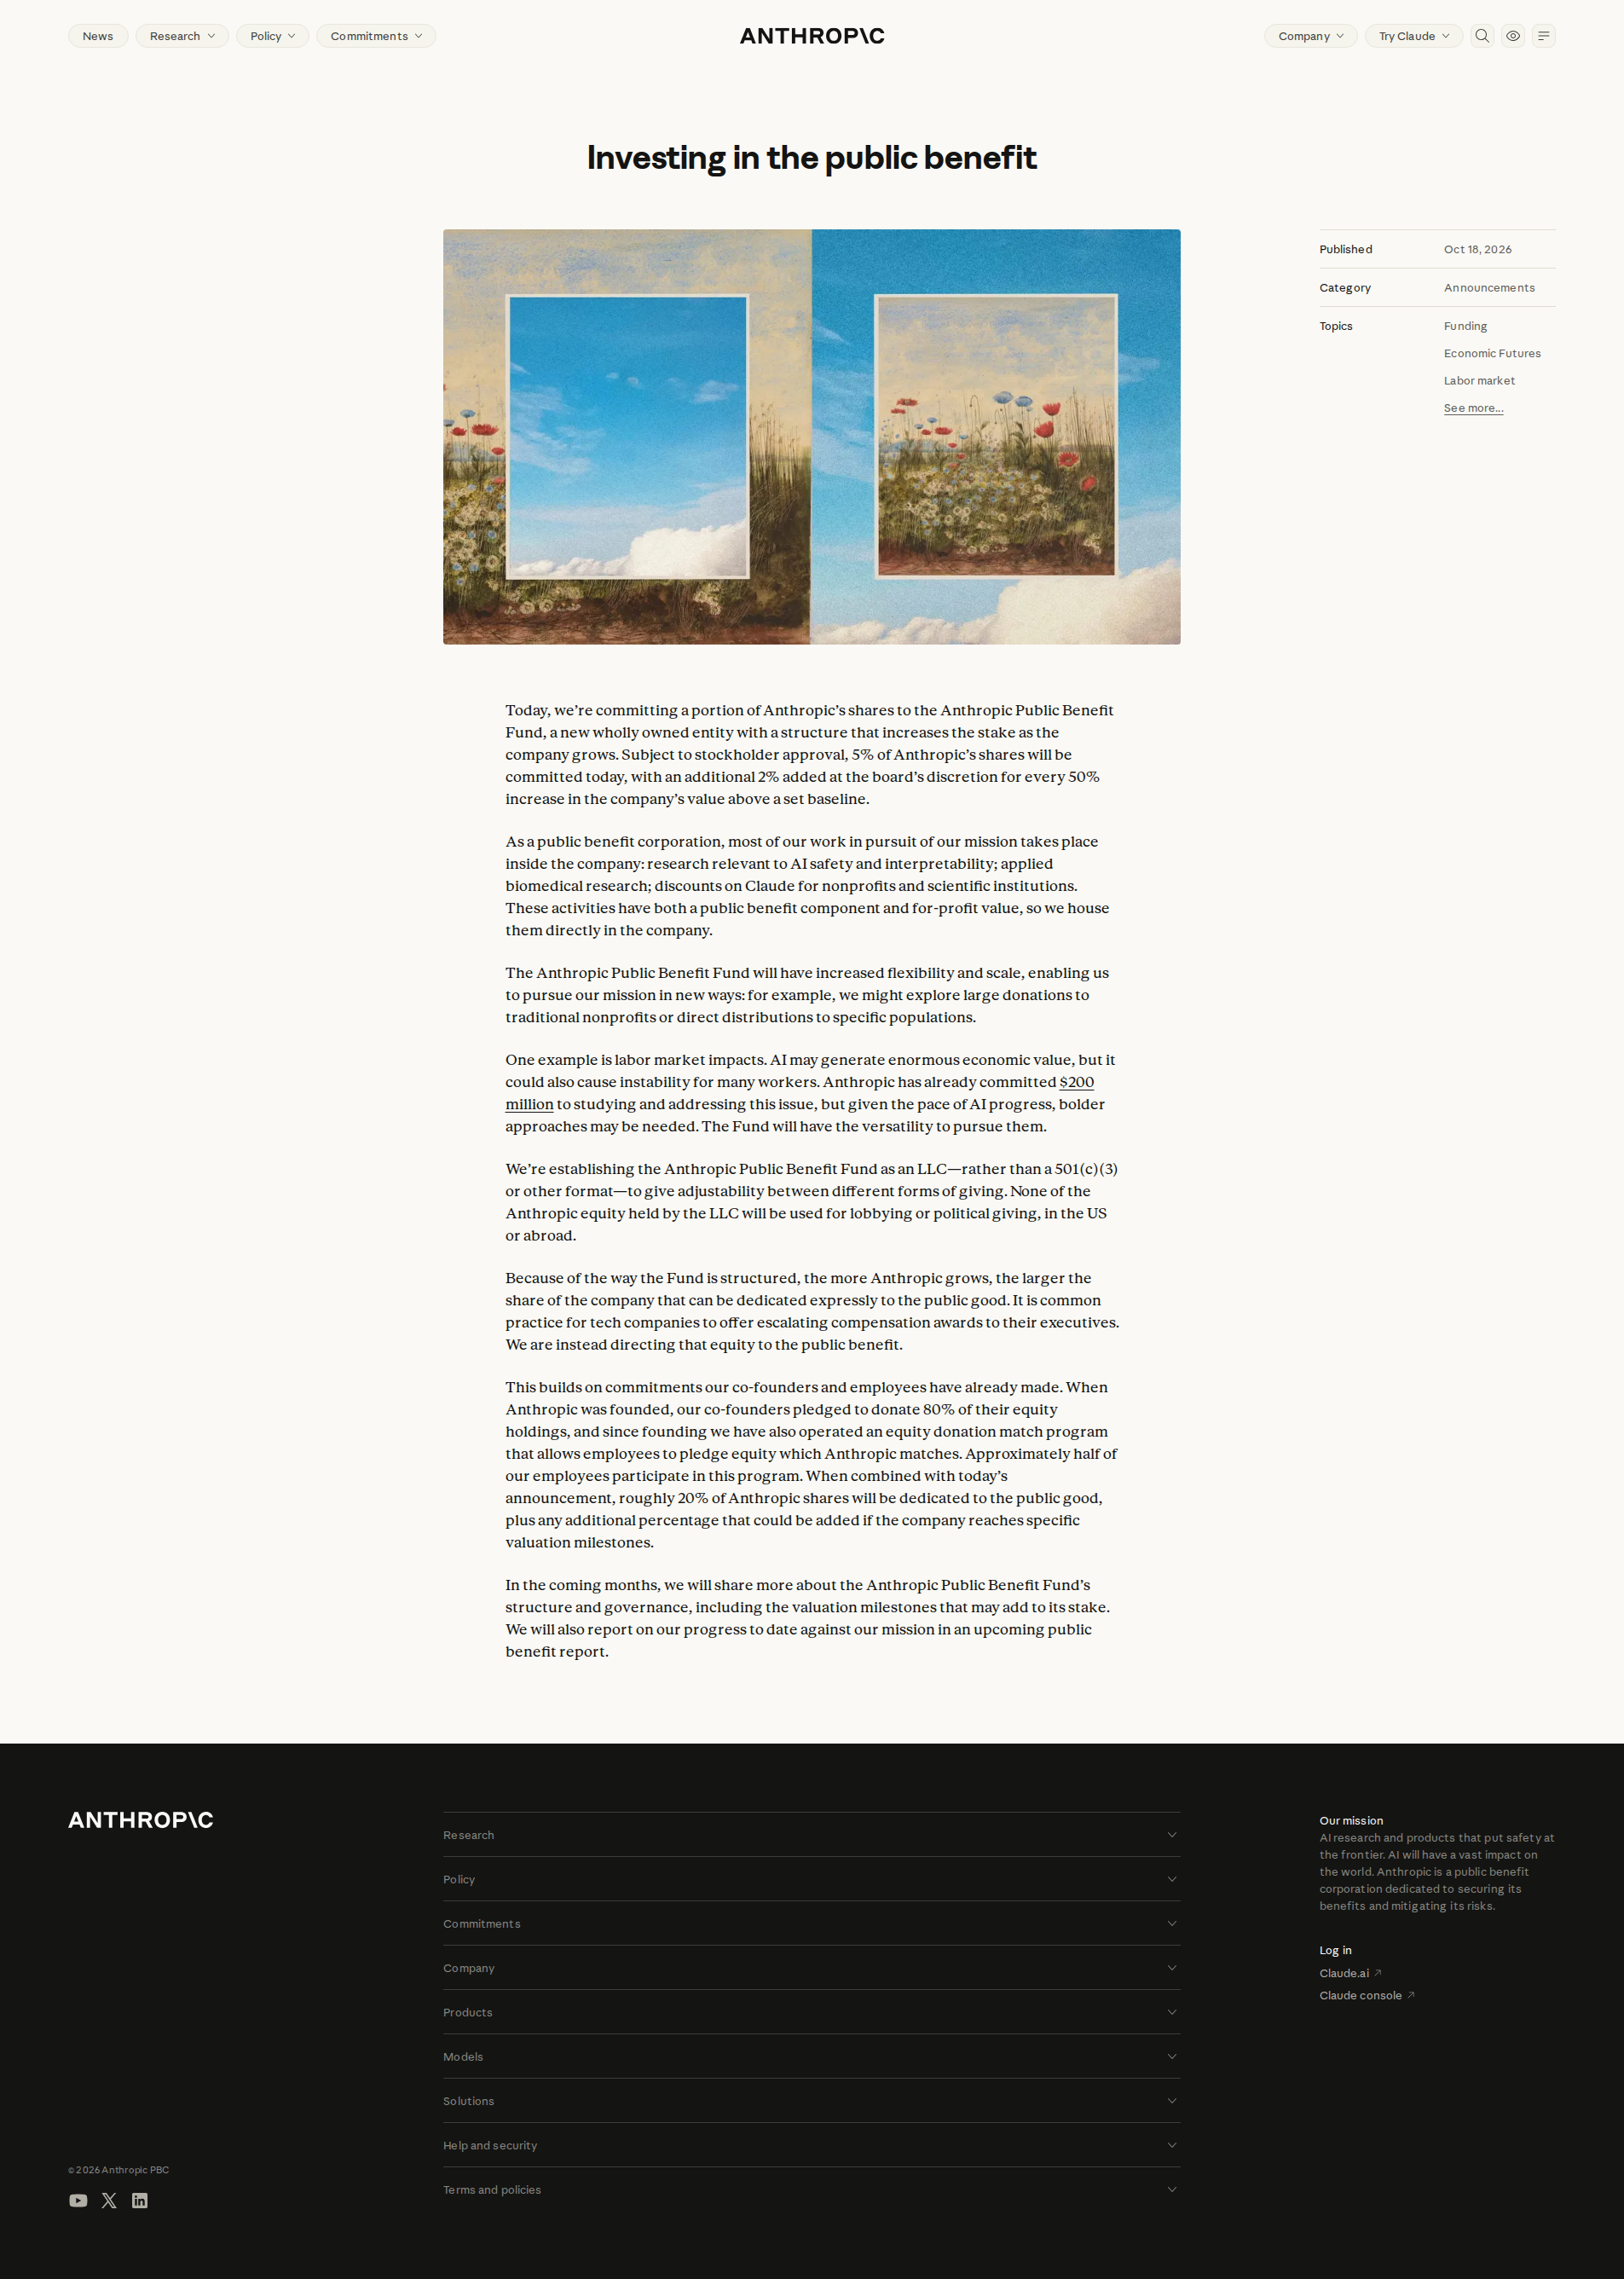 News
Research
Policy
Commitments
ANTHROP\C
Company
Try Claude
Investing in the public benefit
Published
Oct 18, 2026
Category
Announcements
Topics
Funding
Economic Futures
Labor market
See more...
Today, we’re committing a portion of Anthropic’s shares to the Anthropic Public Benefit
Fund, a new wholly owned entity with a structure that increases the stake as the
company grows. Subject to stockholder approval, 5% of Anthropic’s shares will be
committed today, with an additional 2% added at the board’s discretion for every 50%
increase in the company’s value above a set baseline.
As a public benefit corporation, most of our work in pursuit of our mission takes place
inside the company: research relevant to AI safety and interpretability; applied
biomedical research; discounts on Claude for nonprofits and scientific institutions.
These activities have both a public benefit component and for-profit value, so we house
them directly in the company.
The Anthropic Public Benefit Fund will have increased flexibility and scale, enabling us
to pursue our mission in new ways: for example, we might explore large donations to
traditional nonprofits or direct distributions to specific populations.
One example is labor market impacts. AI may generate enormous economic value, but it
could also cause instability for many workers. Anthropic has already committed $200
million to studying and addressing this issue, but given the pace of AI progress, bolder
approaches may be needed. The Fund will have the versatility to pursue them.
We’re establishing the Anthropic Public Benefit Fund as an LLC—rather than a 501(c)(3)
or other format—to give adjustability between different forms of giving. None of the
Anthropic equity held by the LLC will be used for lobbying or political giving, in the US
or abroad.
Because of the way the Fund is structured, the more Anthropic grows, the larger the
share of the company that can be dedicated expressly to the public good. It is common
practice for tech companies to offer escalating compensation awards to their executives.
We are instead directing that equity to the public benefit.
This builds on commitments our co-founders and employees have already made. When
Anthropic was founded, our co-founders pledged to donate 80% of their equity
holdings, and since founding we have also operated an equity donation match program
that allows employees to pledge equity which Anthropic matches. Approximately half of
our employees participate in this program. When combined with today’s
announcement, roughly 20% of Anthropic shares will be dedicated to the public good,
plus any additional percentage that could be added if the company reaches specific
valuation milestones.
In the coming months, we will share more about the Anthropic Public Benefit Fund’s
structure and governance, including the valuation milestones that may add to its stake.
We will also report on our progress to date against our mission in an upcoming public
benefit report.
ANTHROP\C
Research
Policy
Commitments
Company
Products
Models
Solutions
Help and security
Terms and policies
Our mission
AI research and products that put safety at
the frontier. AI will have a vast impact on
the world. Anthropic is a public benefit
corporation dedicated to securing its
benefits and mitigating its risks.
Log in
Claude.ai
Claude console
© 2026 Anthropic PBC